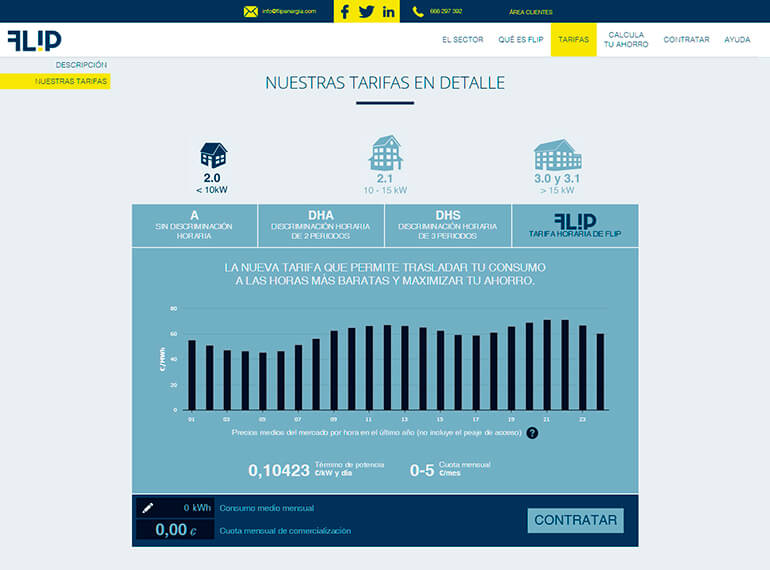 info@flipenergia.com
666 297 392
ÁREA CLIENTES
FL!P
EL SECTOR
QUÉ ES FLIP
TARIFAS
CALCULA
TU AHORRO
CONTRATAR
AYUDA
DESCRIPCIÓN
NUESTRAS TARIFAS
NUESTRAS TARIFAS EN DETALLE
2.0
< 10kW
2.1
10 - 15 kW
3.0 y 3.1
> 15 kW
A
SIN DISCRIMINACIÓN
HORARIA
DHA
DISCRIMINACIÓN HORARIA
DE 2 PERIODOS
DHS
DISCRIMINACIÓN HORARIA
DE 3 PERIODOS
FL!P
TARIFA HORARIA DE FLIP
LA NUEVA TARIFA QUE PERMITE TRASLADAR TU CONSUMO
A LAS HORAS MÁS BARATAS Y MAXIMIZAR TU AHORRO.
80
60
40
20
0
€/MWh
01 03 05 07 09 11 13 15 17 19 21 23
Precios medios del mercado por hora en el último año (no incluye el peaje de acceso) ?
0,10423 Término de potencia
€/kW y día
0-5 Cuota mensual
€/mes
0 kWh Consumo medio mensual
0,00 € Cuota mensual de comercialización
CONTRATAR